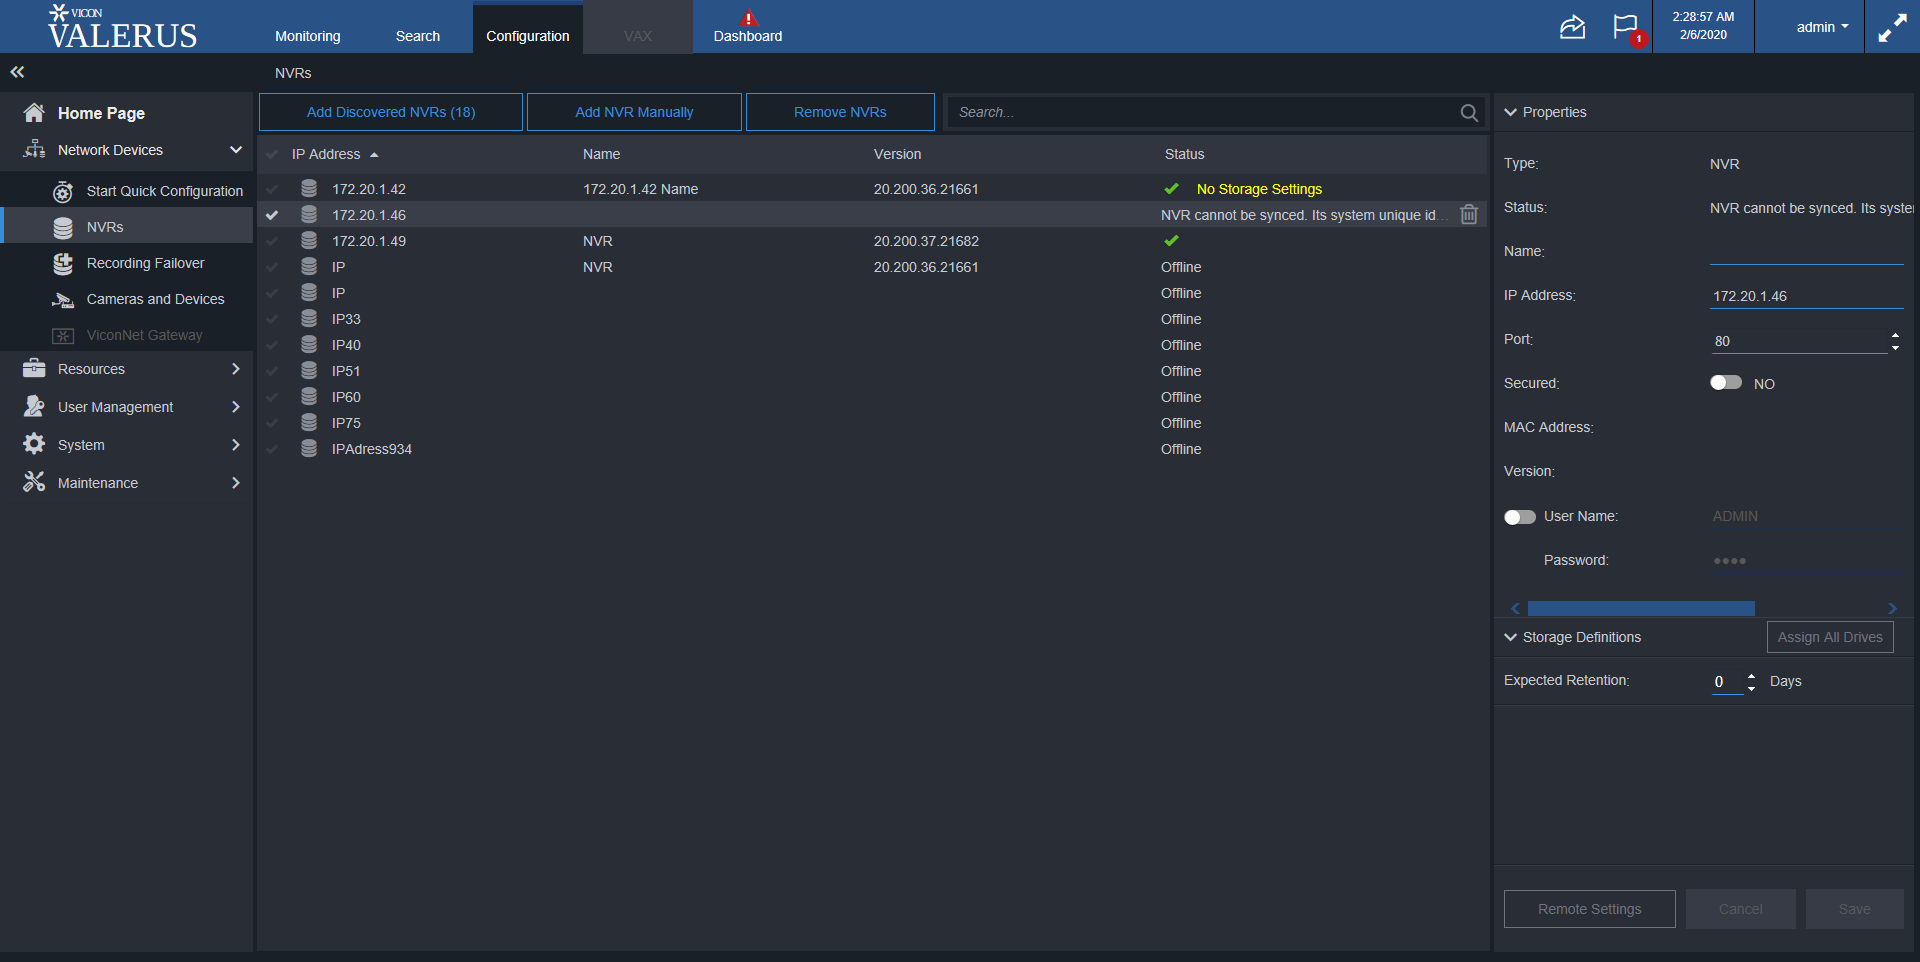 VICON
VALERUS
Monitoring
Search
Configuration
VAX
Dashboard
1
2:28:57 AM
2/6/2020
admin
NVRs
Home Page
Network Devices
Start Quick Configuration
NVRs
Recording Failover
Cameras and Devices
ViconNet Gateway
Resources
User Management
System
Maintenance
Add Discovered NVRs (18)
Add NVR Manually
Remove NVRs
Search...
IP Address Name Version Status
172.20.1.42 172.20.1.42 Name 20.200.36.21661 No Storage Settings
172.20.1.46 NVR cannot be synced. Its system unique id...
172.20.1.49 NVR 20.200.37.21682
IP NVR 20.200.36.21661 Offline
IP Offline
IP33 Offline
IP40 Offline
IP51 Offline
IP60 Offline
IP75 Offline
IPAdress934 Offline
Properties
Type: NVR
Status: NVR cannot be synced. Its syste
Name:
IP Address: 172.20.1.46
Port: 80
Secured: NO
MAC Address:
Version:
User Name: ADMIN
Password: ••••
Storage Definitions
Assign All Drives
Expected Retention: 0 Days
Remote Settings
Cancel
Save